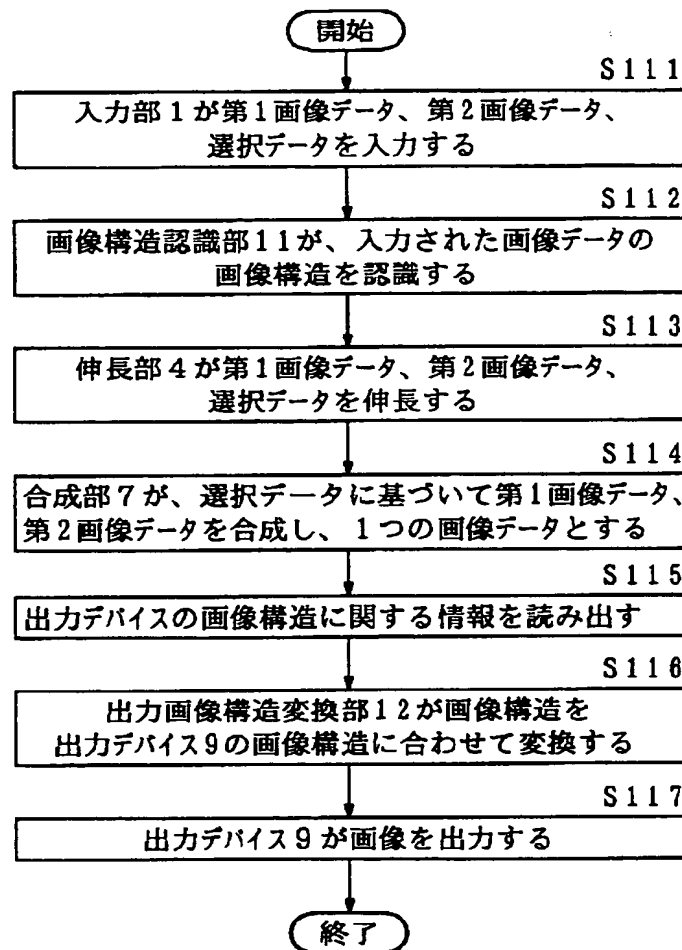 開始
S111
入力部1が第1画像データ、第2画像データ、
選択データを入力する
S112
画像構造認識部11が、入力された画像データの
画像構造を認識する
S113
伸長部4が第1画像データ、第2画像データ、
選択データを伸長する
S114
合成部7が、選択データに基づいて第1画像データ、
第2画像データを合成し、1つの画像データとする
S115
出力デバイスの画像構造に関する情報を読み出す
S116
出力画像構造変換部12が画像構造を
出力デバイス9の画像構造に合わせて変換する
S117
出力デバイス9が画像を出力する
終了